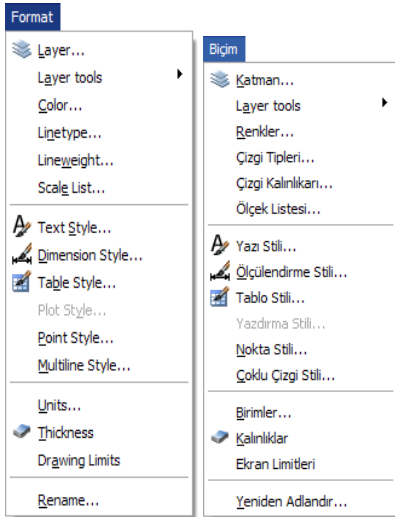 Format
Layer...
Layer tools
Color...
Linetype...
Lineweight...
Scale List...
Text Style...
Dimension Style...
Table Style...
Plot Style...
Point Style...
Multiline Style...
Units...
Thickness
Drawing Limits
Rename...
Biçim
Katman...
Layer tools
Renkler...
Çizgi Tipleri...
Çizgi Kalınlıkarı...
Ölçek Listesi...
Yazı Stili...
Ölçülendirme Stili...
Tablo Stili...
Yazdırma Stili...
Nokta Stili...
Çoklu Çizgi Stili...
Birimler...
Kalınlıklar
Ekran Limitleri
Yeniden Adlandır...